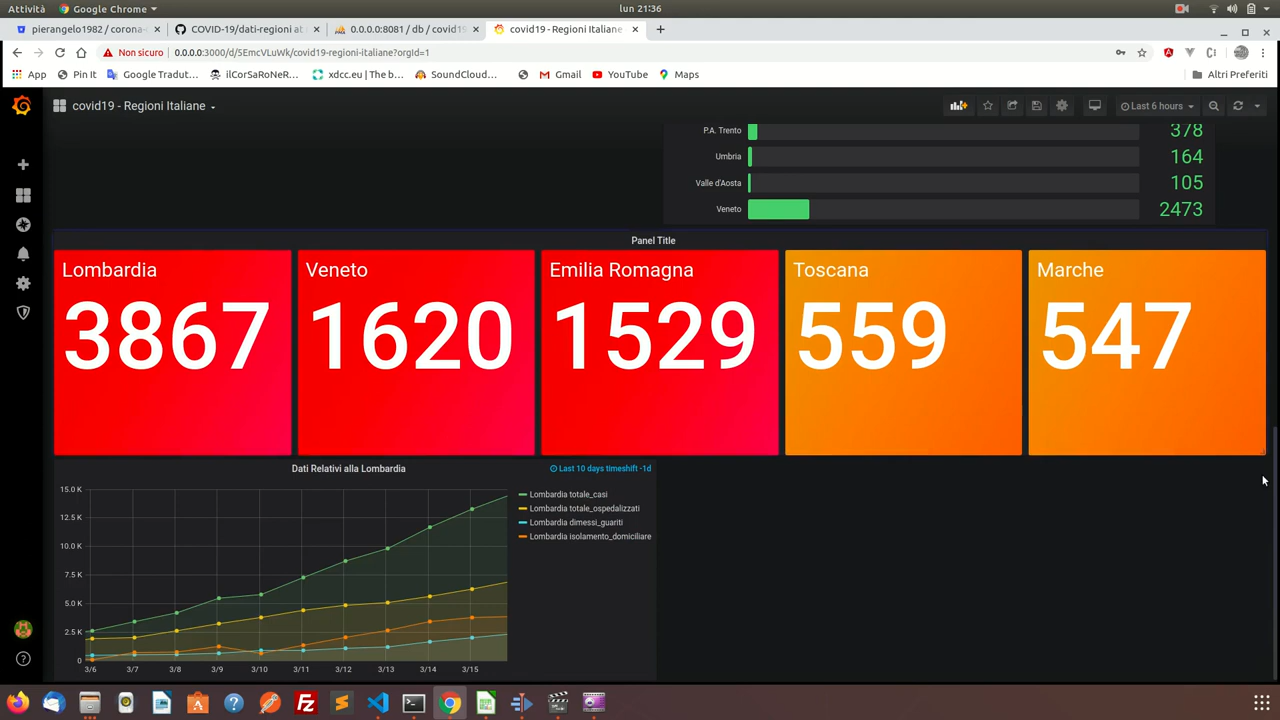 Attività
Google Chrome
lun 21:36
pierangelo1982 / corona-
COVID-19/dati-regioni at
0.0.0.0:8081 / db / covid19
covid19 - Regioni Italiane
Non sicuro
0.0.0.0:3000/d/5EmcVLuWk/covid19-regioni-italiane?orgId=1
App
Pin It
Google Tradut...
ilCorSaRoNeR...
xdcc.eu | The b...
SoundCloud...
Gmail
YouTube
Maps
Altri Preferiti
covid19 - Regioni Italiane
Last 6 hours
P.A. Trento 378
Umbria 164
Valle d'Aosta 105
Veneto 2473
Panel Title
Lombardia
3867
Veneto
1620
Emilia Romagna
1529
Toscana
559
Marche
547
Dati Relativi alla Lombardia
Last 10 days timeshift -1d
15.0 K
12.5 K
10.0 K
7.5 K
5.0 K
2.5 K
0
3/6 3/7 3/8 3/9 3/10 3/11 3/12 3/13 3/14 3/15
Lombardia totale_casi
Lombardia totale_ospedalizzati
Lombardia dimessi_guariti
Lombardia isolamento_domiciliare